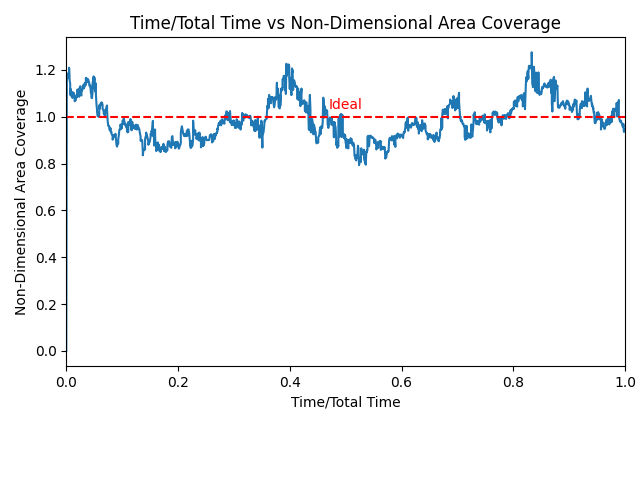 Time/Total Time vs Non-Dimensional Area Coverage
Non-Dimensional Area Coverage
1.2
1.0
0.8
0.6
0.4
0.2
0.0
Ideal
0.0 0.2 0.4 0.6 0.8 1.0
Time/Total Time